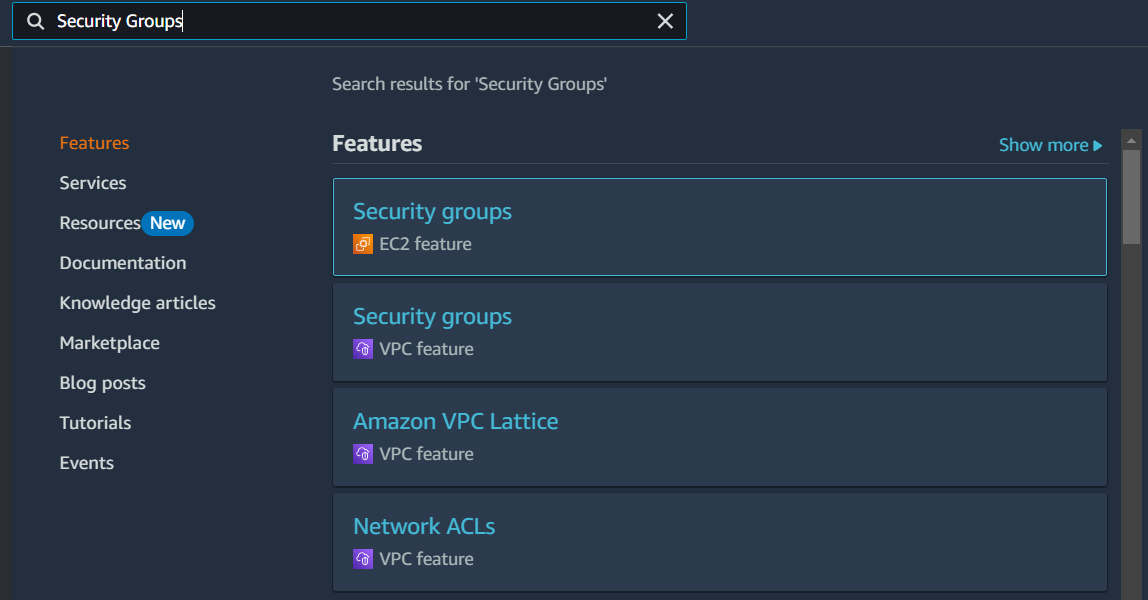 Security Groups
Search results for 'Security Groups'
Features
Services
Resources New
Documentation
Knowledge articles
Marketplace
Blog posts
Tutorials
Events
Features
Show more
Security groups
EC2 feature
Security groups
VPC feature
Amazon VPC Lattice
VPC feature
Network ACLs
VPC feature